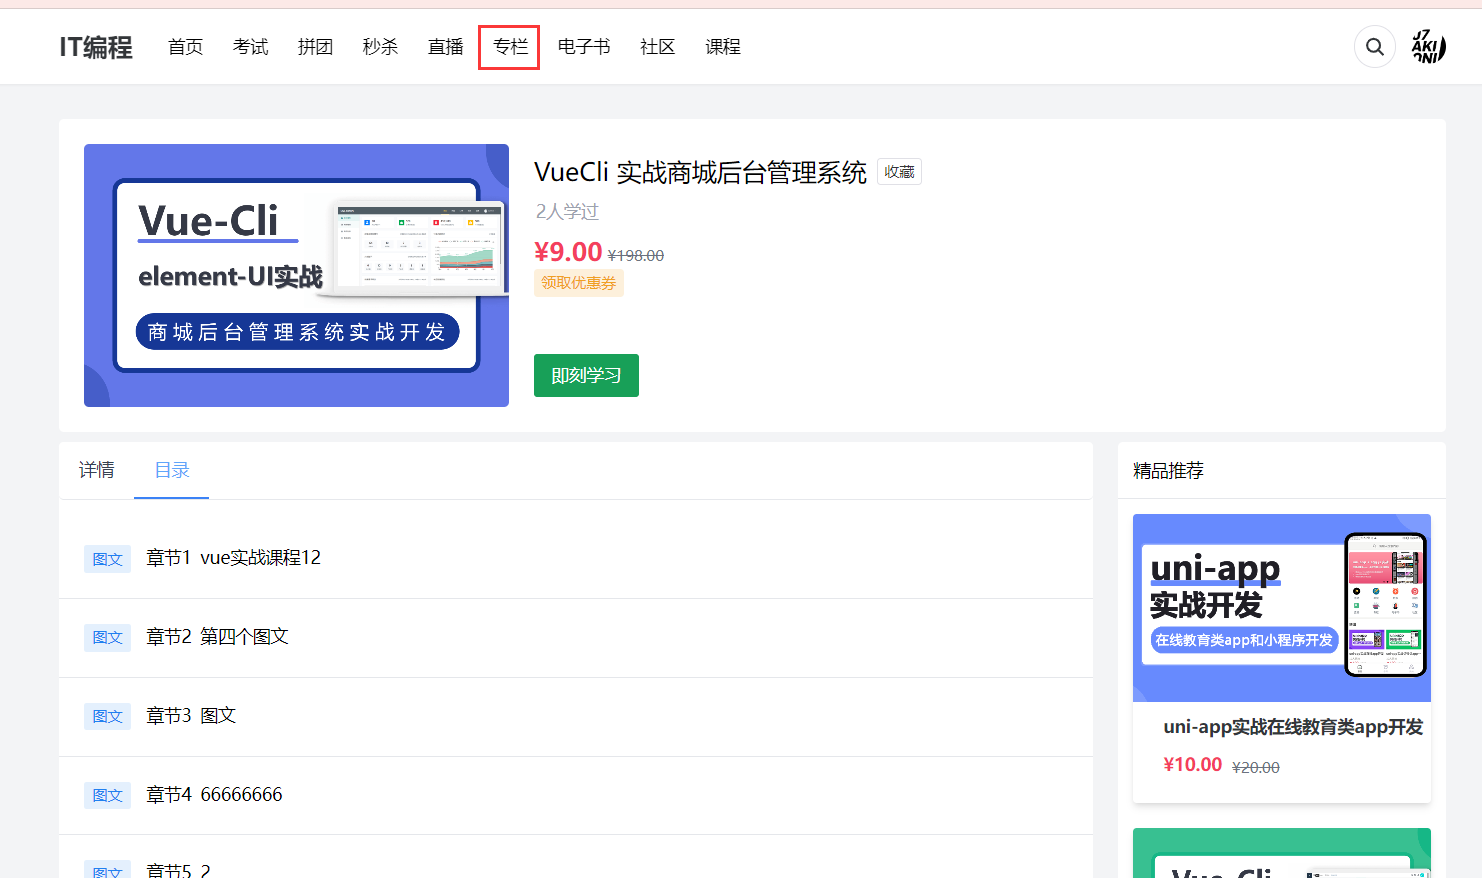 IT编程 首页 考试 拼团 秒杀 直播 专栏 电子书 社区 课程
Vue-Cli
element-UI实战
商城后台管理系统实战开发
VueCli 实战商城后台管理系统 收藏
2人学过
¥9.00 ¥198.00
领取优惠券
即刻学习
详情 目录
图文 章节1 vue实战课程12
图文 章节2 第四个图文
图文 章节3 图文
图文 章节4 66666666
图文 章节5 2
精品推荐
uni-app
实战开发
在线教育类app和小程序开发
uni-app实战在线教育类app开发
¥10.00 ¥20.00
Vue-Cli